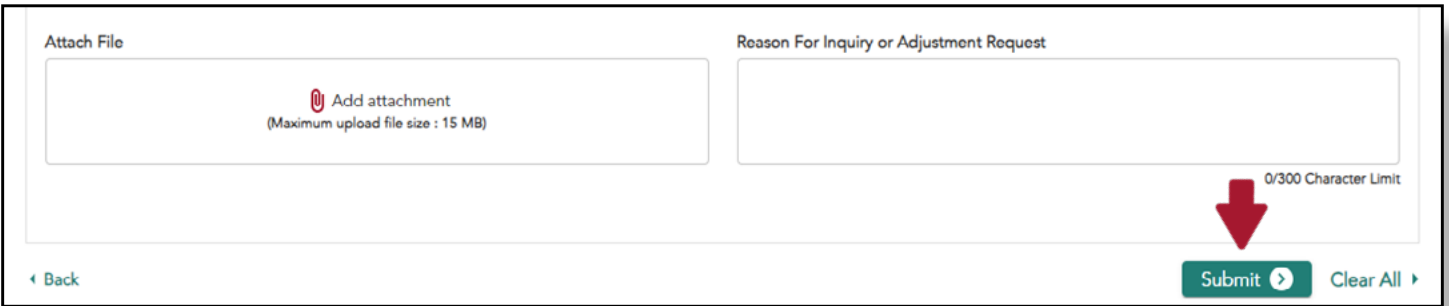 Attach File
Reason For Inquiry or Adjustment Request
Add attachment
(Maximum upload file size : 15 MB)
0/300 Character Limit
Back
Submit
Clear All